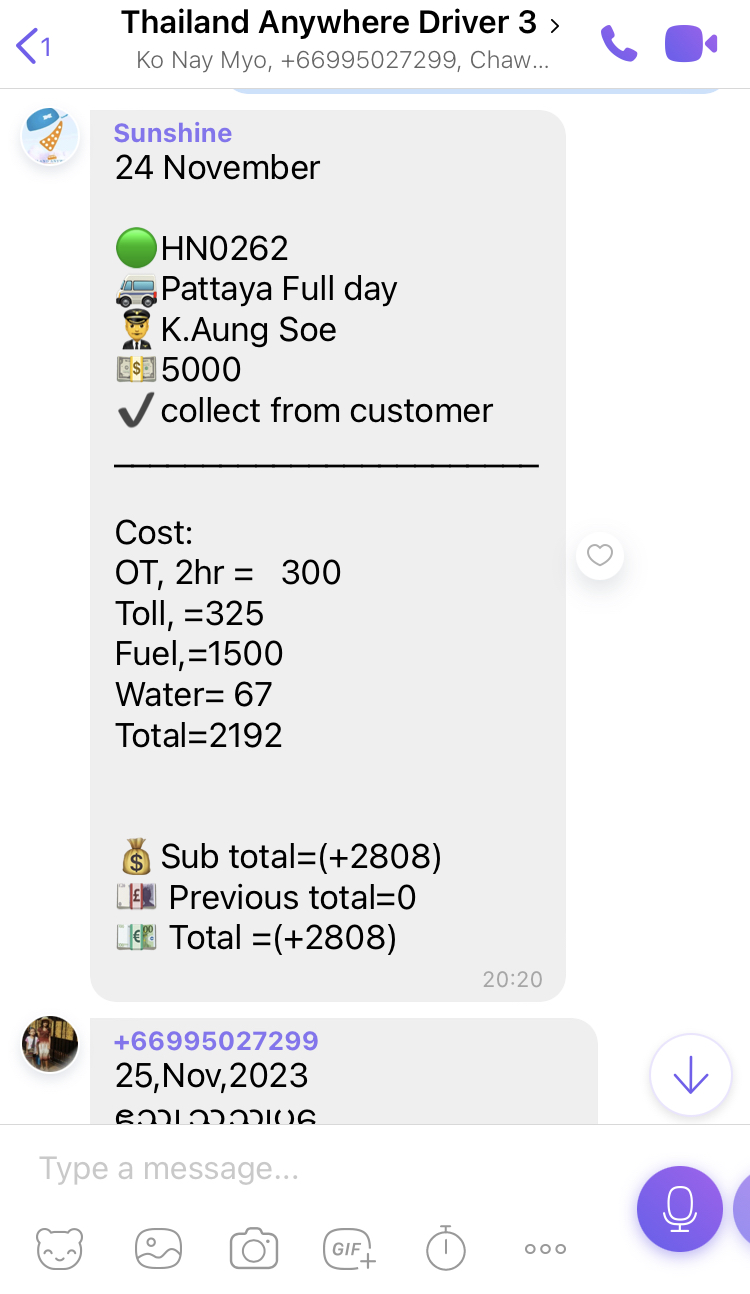 1
Thailand Anywhere Driver 3
Ko Nay Myo, +66995027299, Chaw...
Sunshine
24 November
HN0262
Pattaya Full day
K.Aung Soe
5000
collect from customer
Cost:
OT, 2hr = 300
Toll, =325
Fuel,=1500
Water= 67
Total=2192
Sub total=(+2808)
Previous total=0
Total =(+2808)
20:20
+66995027299
25,Nov,2023
Type a message...
GIF